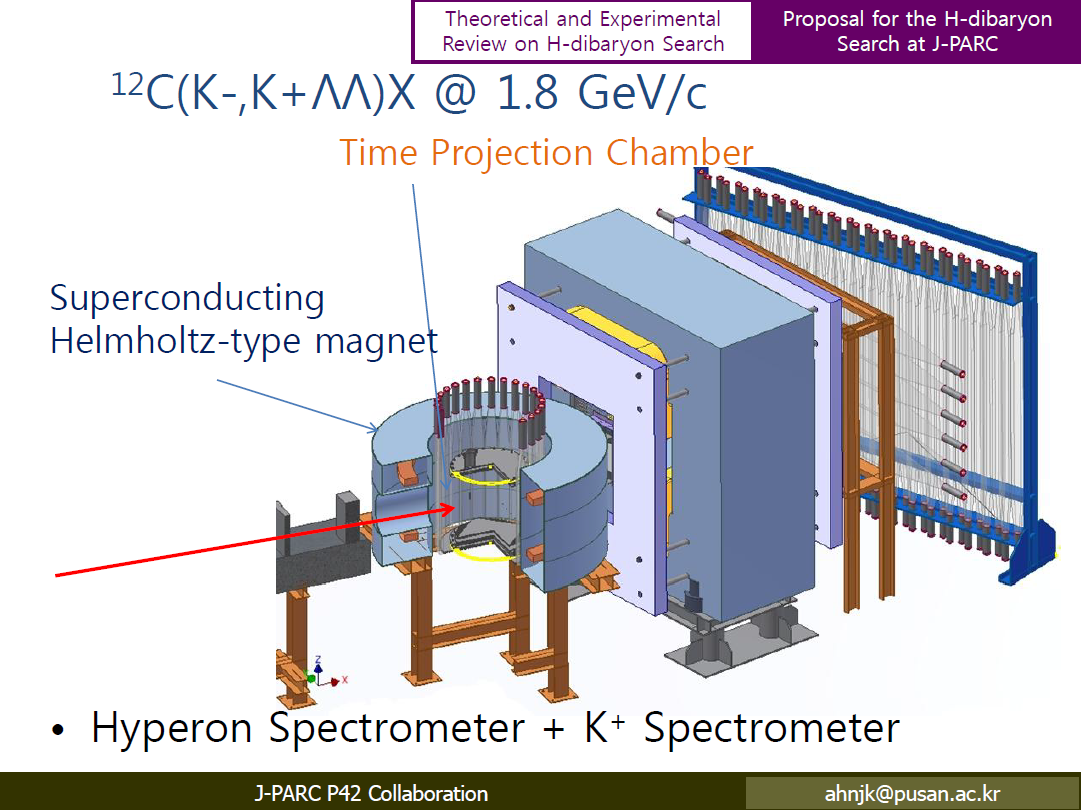 Theoretical and Experimental
Review on H-dibaryon Search
Proposal for the H-dibaryon
Search at J-PARC
¹²C(K-,K+ΛΛ)X @ 1.8 GeV/c
Time Projection Chamber
Superconducting
Helmholtz-type magnet
Z
X
• Hyperon Spectrometer + K⁺ Spectrometer
J-PARC P42 Collaboration
ahnjk@pusan.ac.kr